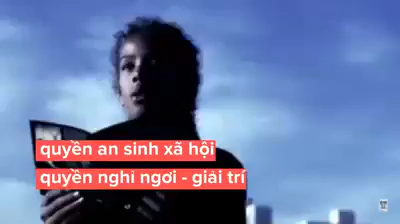 quyền an sinh xã hội
quyền nghỉ ngơi - giải trí